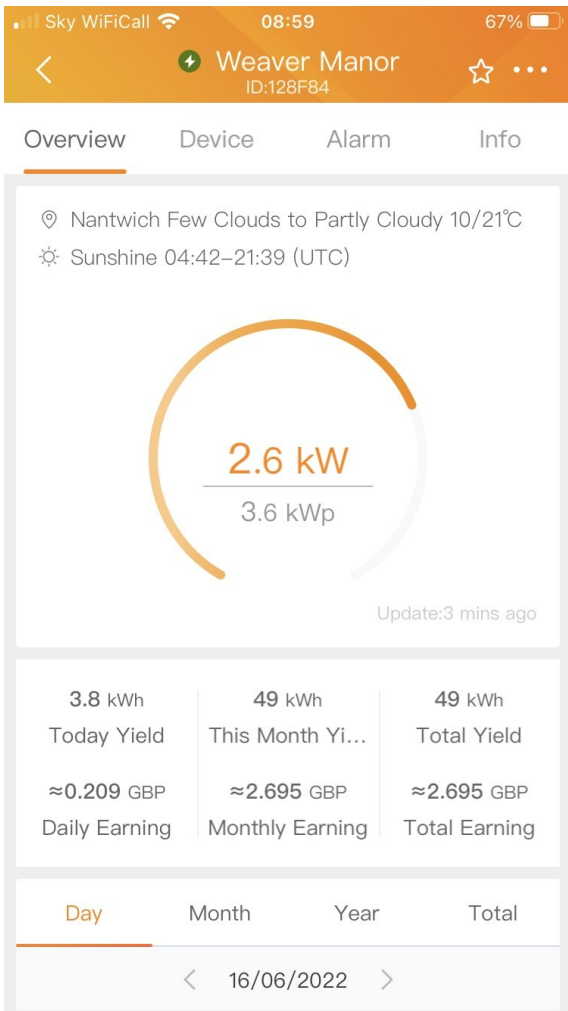 Sky WiFiCall 08:59 67%
Weaver Manor
ID:128F84
Overview Device Alarm Info
Nantwich Few Clouds to Partly Cloudy 10/21℃
Sunshine 04:42–21:39 (UTC)
2.6 kW
3.6 kWp
Update:3 mins ago
3.8 kWh 49 kWh 49 kWh
Today Yield This Month Yi... Total Yield
≈0.209 GBP ≈2.695 GBP ≈2.695 GBP
Daily Earning Monthly Earning Total Earning
Day Month Year Total
16/06/2022